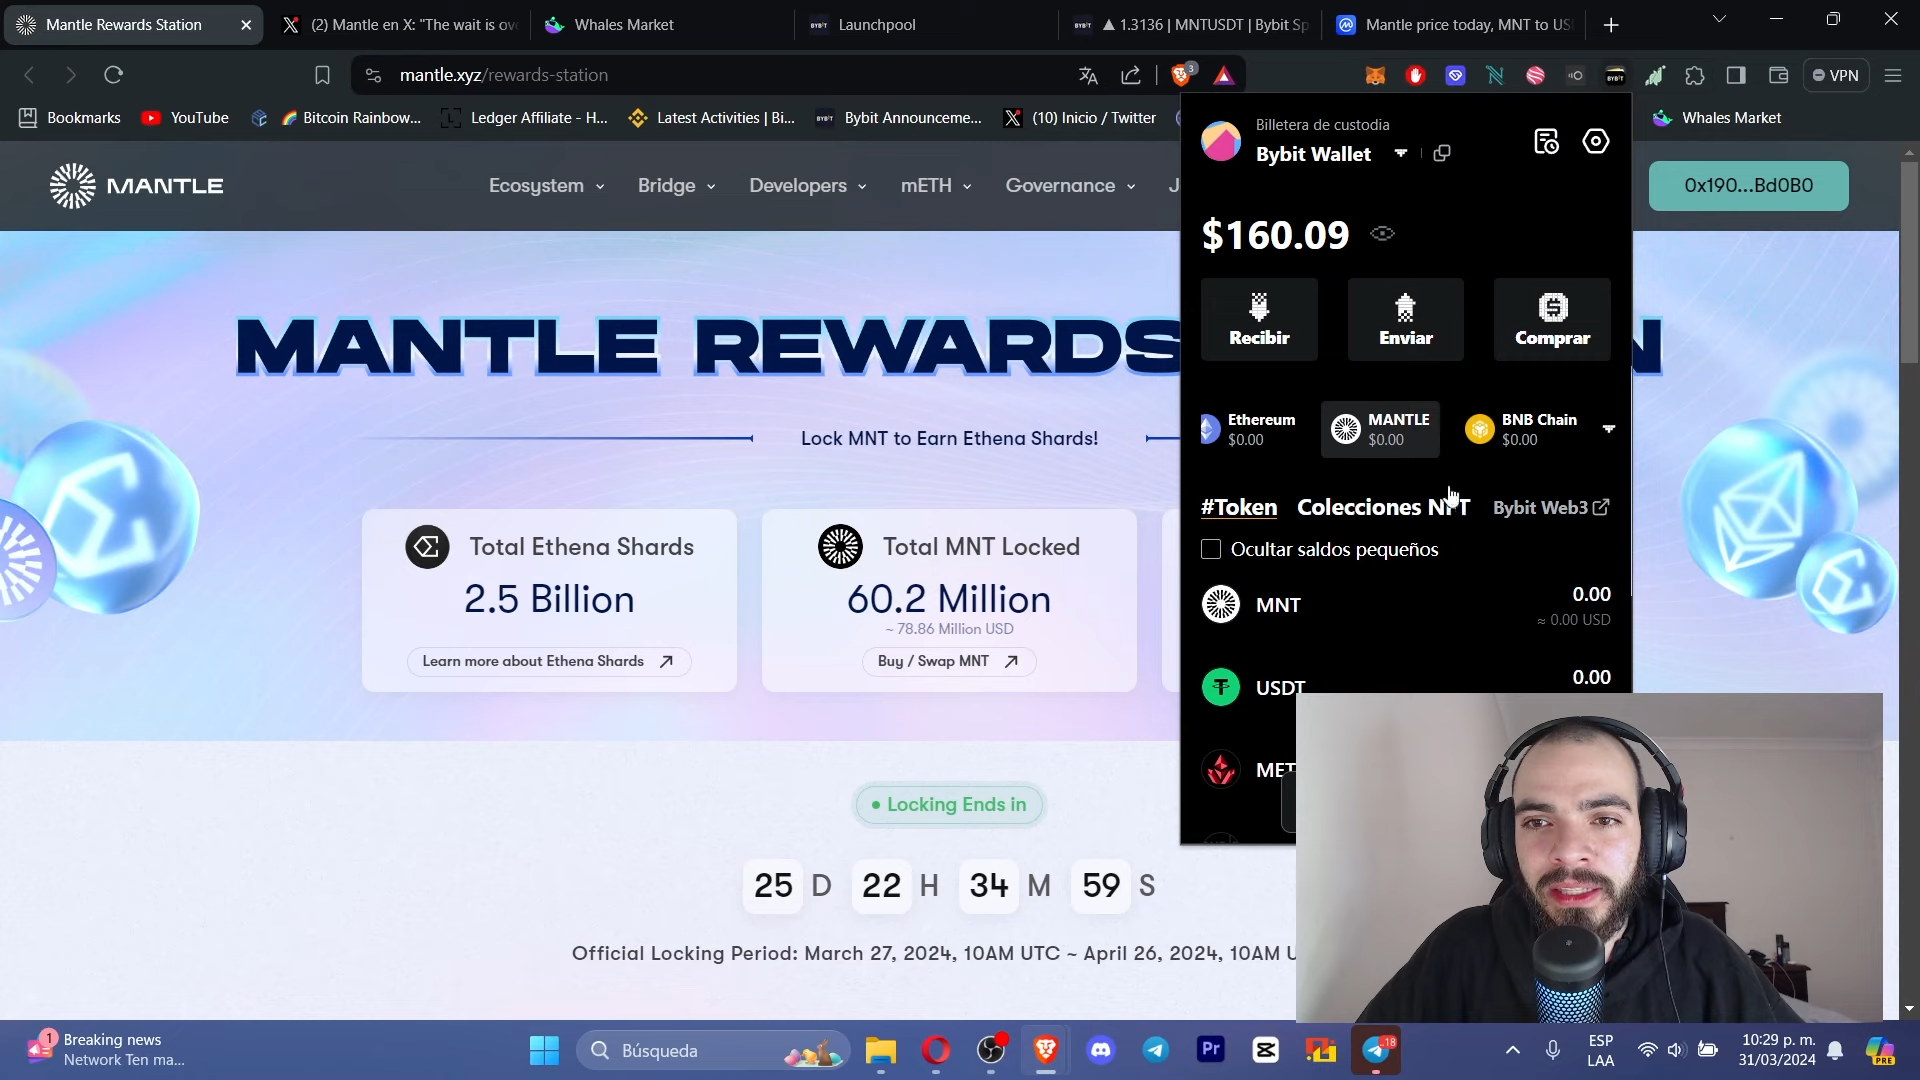 Mantle Rewards Station
(2) Mantle en X: "The wait is ov
Whales Market
Launchpool
▲ 1.3136 | MNTUSDT | Bybit Sp
Mantle price today, MNT to US
mantle.xyz/rewards-station
3
VPN
Bookmarks
YouTube
Bitcoin Rainbow...
Ledger Affiliate - H...
Latest Activities | Bi...
Bybit Announceme...
(10) Inicio / Twitter
Whales Market
MANTLE
Ecosystem
Bridge
Developers
mETH
Governance
J
0x190...Bd0B0
MANTLE REWARDS
N
Lock MNT to Earn Ethena Shards!
Total Ethena Shards
2.5 Billion
Learn more about Ethena Shards
Total MNT Locked
60.2 Million
~ 78.86 Million USD
Buy / Swap MNT
Locking Ends in
25 D 22 H 34 M 59 S
Official Locking Period: March 27, 2024, 10AM UTC ~ April 26, 2024, 10AM U
Billetera de custodia
Bybit Wallet
$160.09
Recibir
Enviar
Comprar
Ethereum
$0.00
MANTLE
$0.00
BNB Chain
$0.00
#Token
Colecciones NFT
Bybit Web3
Ocultar saldos pequeños
MNT
0.00
≈ 0.00 USD
USDT
0.00
MET
1
Breaking news
Network Ten ma...
Búsqueda
Pr
18
ESP
LAA
10:29 p. m.
31/03/2024
PRE